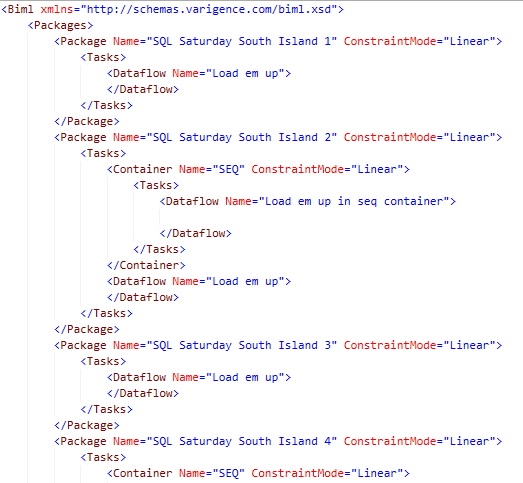 <Biml xmlns="http://schemas.varigence.com/biml.xsd">
    <Packages>
        <Package Name="SQL Saturday South Island 1" ConstraintMode="Linear">
            <Tasks>
                <Dataflow Name="Load em up">
                </Dataflow>
            </Tasks>
        </Package>
        <Package Name="SQL Saturday South Island 2" ConstraintMode="Linear">
            <Tasks>
                <Container Name="SEQ" ConstraintMode="Linear">
                    <Tasks>
                        <Dataflow Name="Load em up in seq container">

                        </Dataflow>
                    </Tasks>
                </Container>
                <Dataflow Name="Load em up">
                </Dataflow>
            </Tasks>
        </Package>
        <Package Name="SQL Saturday South Island 3" ConstraintMode="Linear">
            <Tasks>
                <Dataflow Name="Load em up">
                </Dataflow>
            </Tasks>
        </Package>
        <Package Name="SQL Saturday South Island 4" ConstraintMode="Linear">
            <Tasks>
                <Container Name="SEQ" ConstraintMode="Linear">